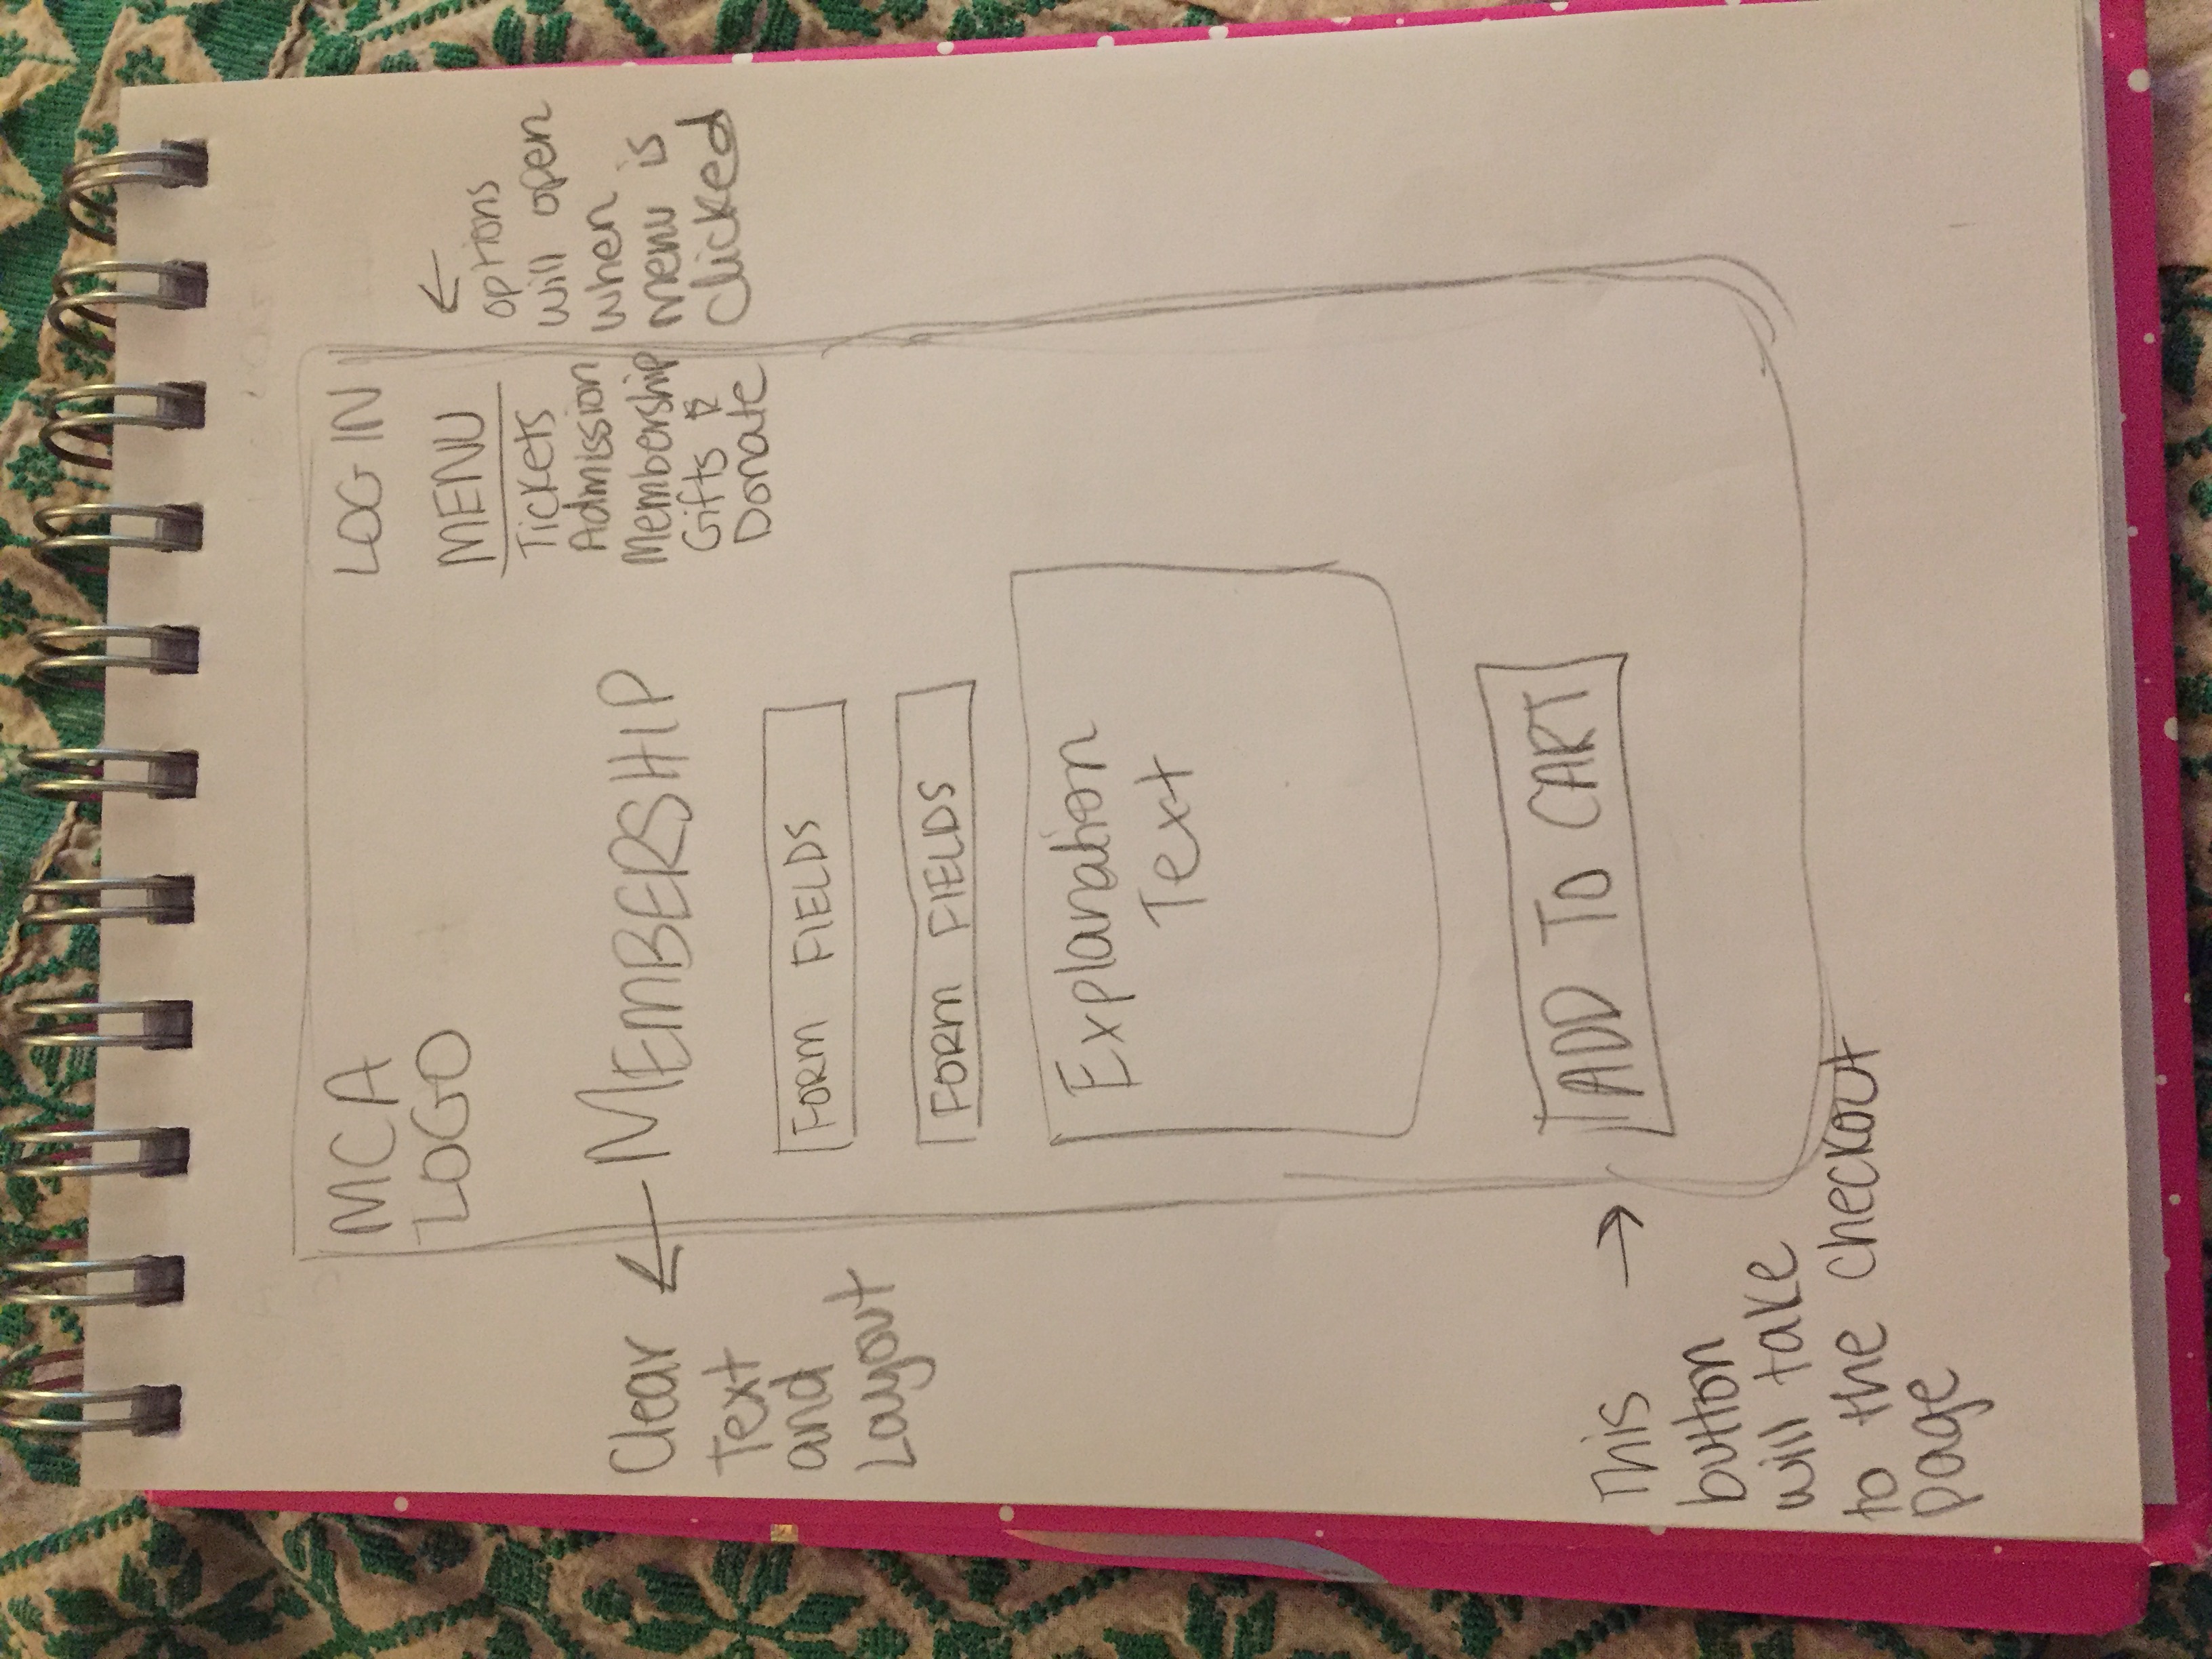 MCA
LOGO
LOG IN
MENU
Tickets
Admission
Membership
Gifts &
Donate
←
options
will open
when
menu is
clicked
MEMBERSHIP
Clear ←
Text
and
Layout
FORM FIELDS
FORM FIELDS
Explanation
Text
ADD TO CART
This →
button
will take
to the checkout
page